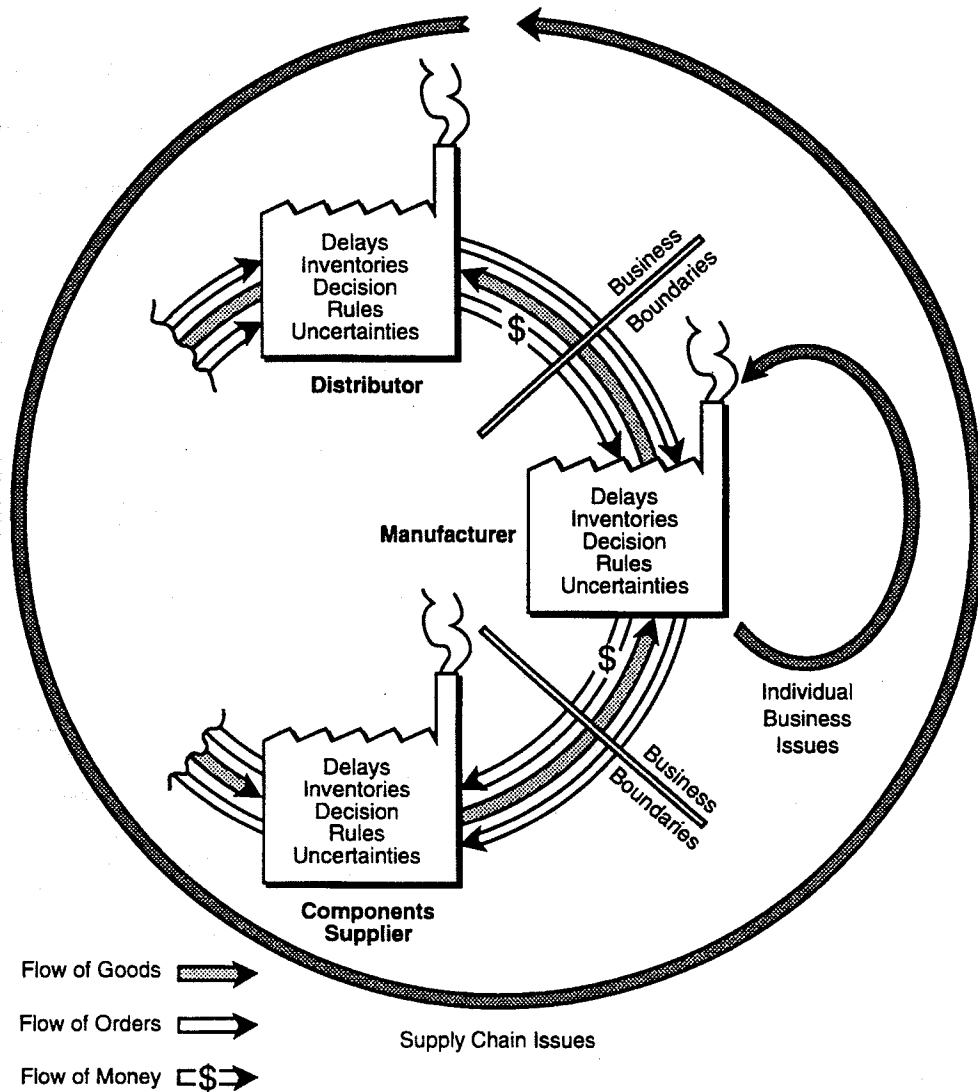 Delays
Inventories
Decision
Rules
Uncertainties
Distributor
$
Business
Boundaries
Manufacturer
Delays
Inventories
Decision
Rules
Uncertainties
$
Business
Boundaries
Individual
Business
Issues
Delays
Inventories
Decision
Rules
Uncertainties
Components
Supplier
Flow of Goods
Flow of Orders
Flow of Money $
Supply Chain Issues